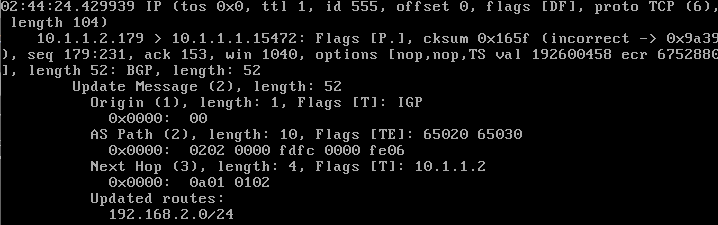 02:44:24.429939 IP (tos 0x0, ttl 1, id 555, offset 0, flags [DF], proto TCP (6),
length 104)
10.1.1.2.179 > 10.1.1.1.15472: Flags [P.], cksum 0x165f (incorrect -> 0x9a39
), seq 179:231, ack 153, win 1040, options [nop,nop,TS val 192600458 ecr 6752880
], length 52: BGP, length: 52
Update Message (2), length: 52
Origin (1), length: 1, Flags [T]: IGP
0x0000: 00
AS Path (2), length: 10, Flags [TE]: 65020 65030
0x0000: 0202 0000 fdfc 0000 fe06
Next Hop (3), length: 4, Flags [T]: 10.1.1.2
0x0000: 0a01 0102
Updated routes:
192.168.2.0/24